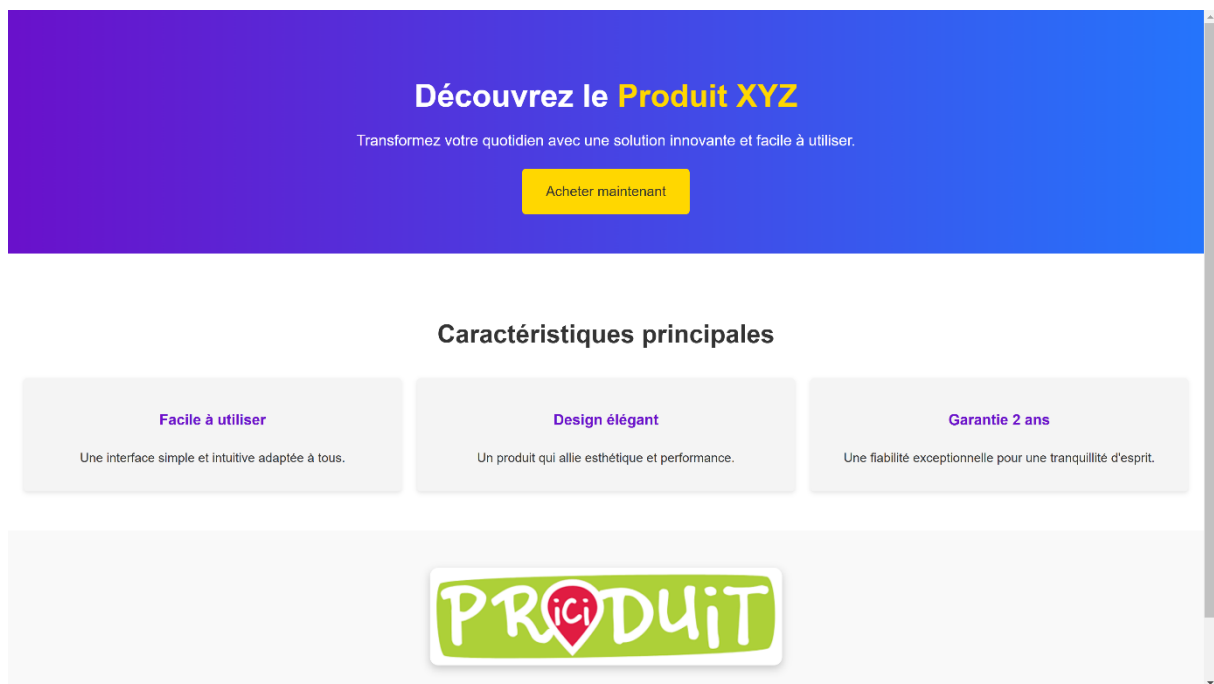 Découvrez le Produit XYZ
Transformez votre quotidien avec une solution innovante et facile à utiliser.
Acheter maintenant
Caractéristiques principales
Facile à utiliser
Une interface simple et intuitive adaptée à tous.
Design élégant
Un produit qui allie esthétique et performance.
Garantie 2 ans
Une fiabilité exceptionnelle pour une tranquillité d'esprit.
PRODUiT
iCi